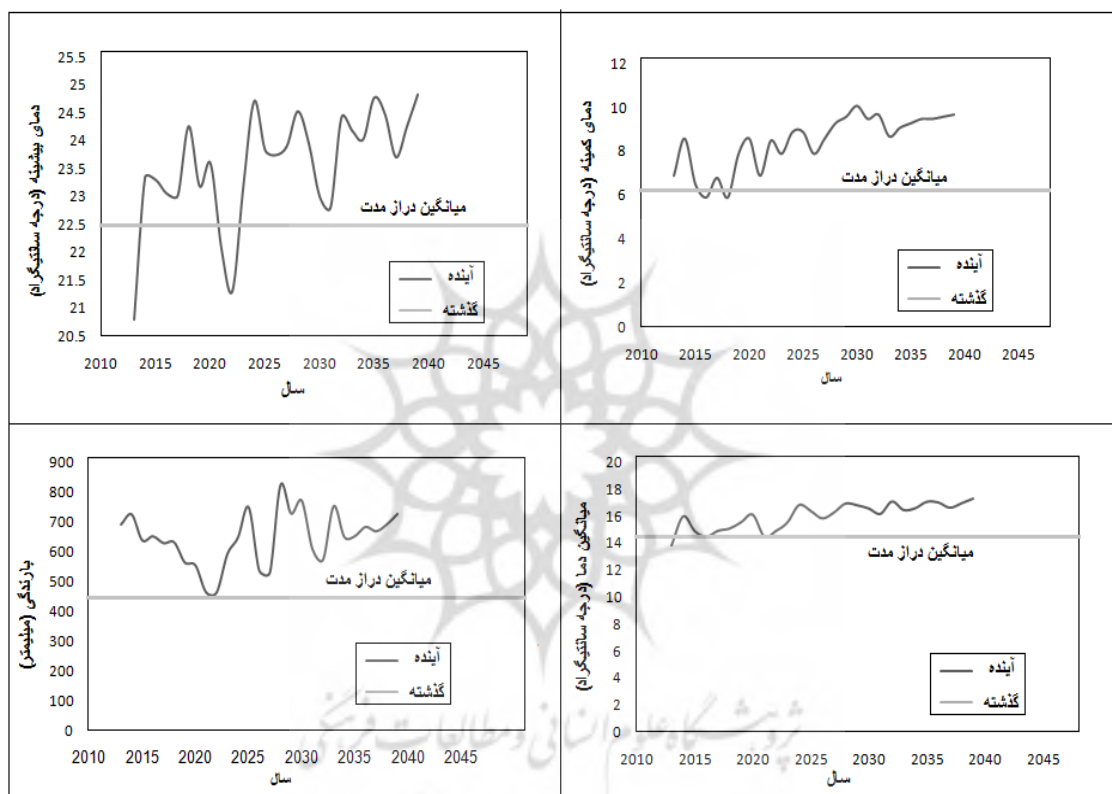 25.5
25
24.5
24
23.5
23
22.5
22
21.5
21
20.5
2010 2015 2020 2025 2030 2035 2040 2045
دمای بیشینه (درجه سانتیگراد)
میانگین دراز مدت
آینده
گذشته
سال
12
10
8
6
4
2
0
2010 2015 2020 2025 2030 2035 2040 2045
دمای کمینه (درجه سانتیگراد)
میانگین دراز مدت
آینده
گذشته
سال
900
800
700
600
500
400
300
200
100
0
2010 2015 2020 2025 2030 2035 2040 2045
بارندگی (میلیمتر)
میانگین دراز مدت
آینده
گذشته
سال
20
18
16
14
12
10
8
6
4
2
0
2010 2015 2020 2025 2030 2035 2040 2045
میانگین دما (درجه سانتیگراد)
میانگین دراز مدت
آینده
گذشته
سال
پژوهشگاه علوم انسانی و مطالعات فرهنگی